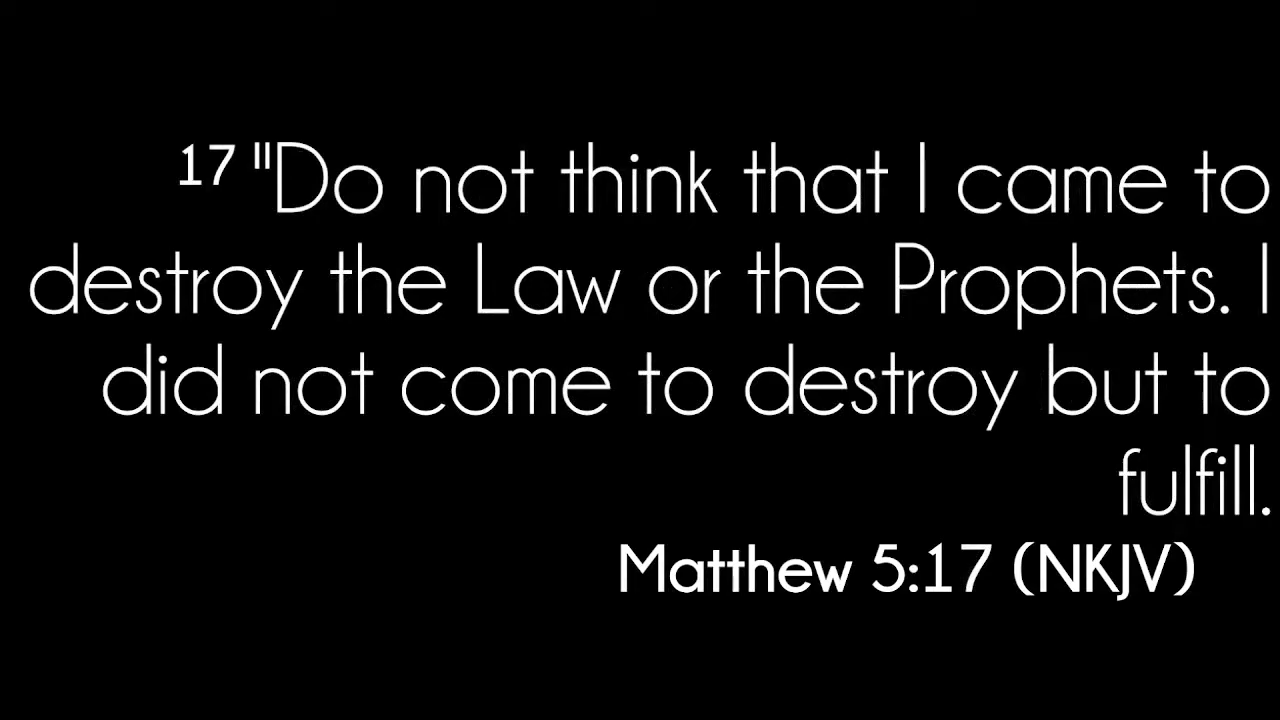 17 "Do not think that I came to
destroy the Law or the Prophets. I
did not come to destroy but to
fulfill.
Matthew 5:17 (NKJV)